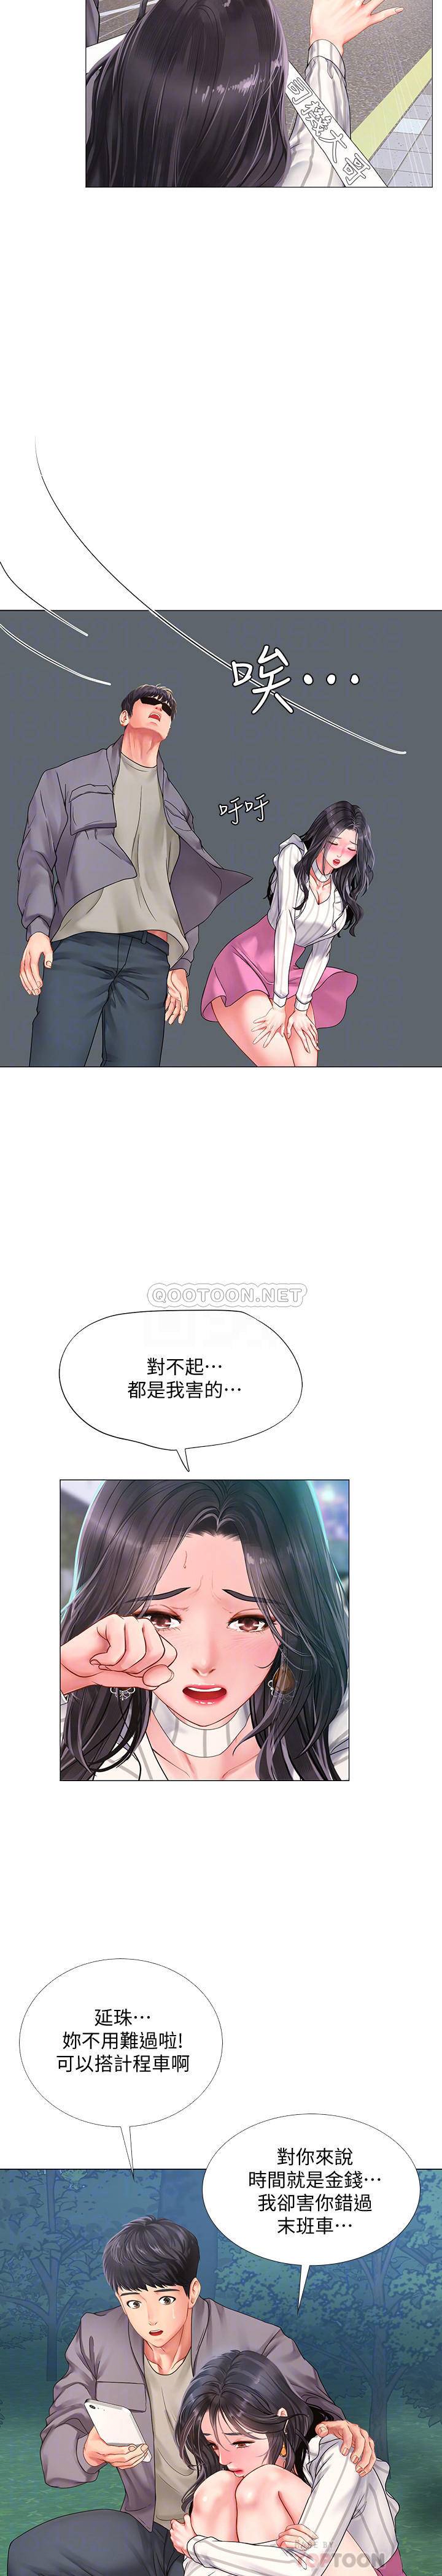 司機大哥
唉…
吁吁
QOOTOON.NET
對不起…
都是我害的…
延珠…
妳不用難過啦!
可以搭計程車啊
對你來說
時間就是金錢…
我卻害你錯過
末班車…
TOPTOON